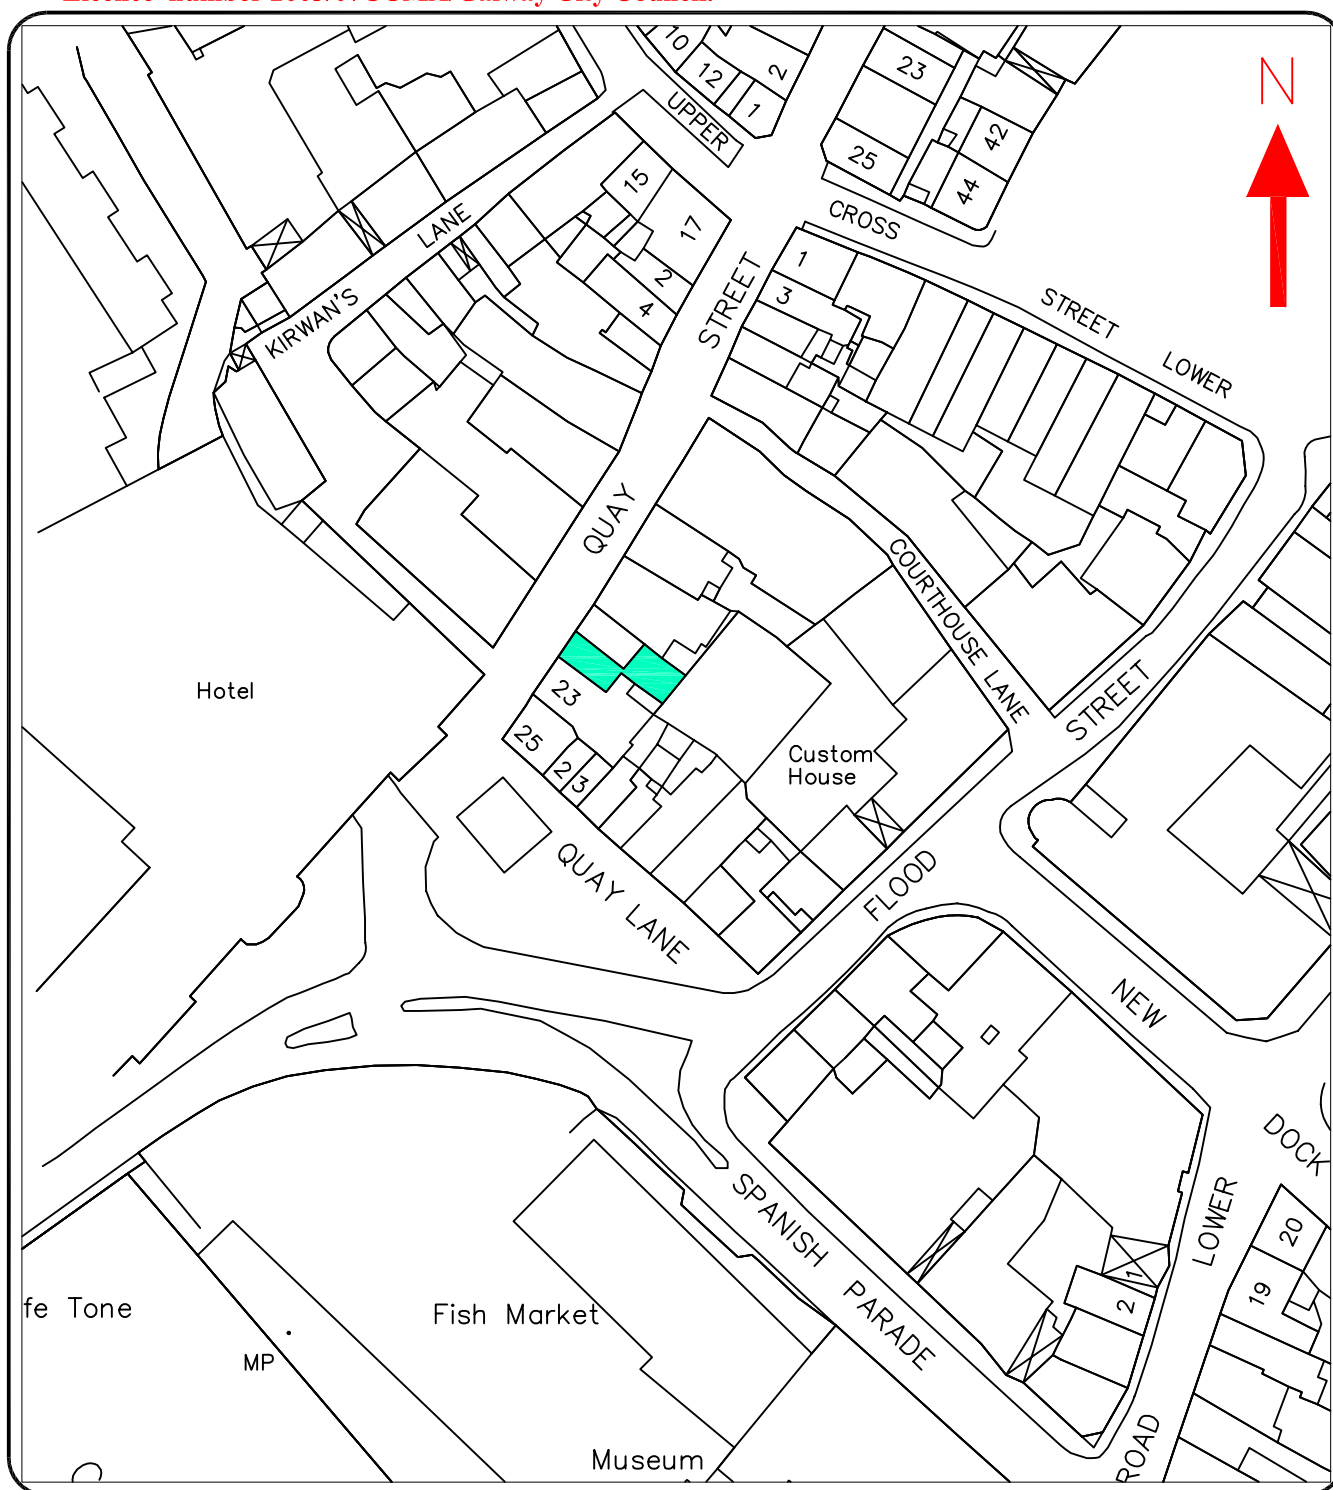 N
10
12
2
1
UPPER
23
25
42
44
15
17
2
4
KIRWAN'S LANE
CROSS STREET LOWER
1
3
QUAY STREET
COURTHOUSE LANE
Hotel
23
25
2
3
Custom
House
QUAY LANE
FLOOD STREET
NEW
DOCK
SPANISH PARADE
LOWER
ROAD
20
19
1
2
fe Tone
Fish Market
MP
Museum